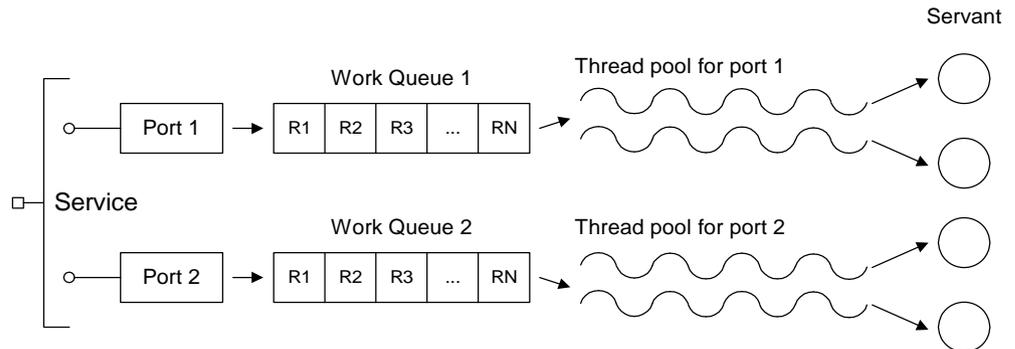 Servant
Work Queue 1
Thread pool for port 1
Port 1
R1 R2 R3 ... RN
Service
Work Queue 2
Thread pool for port 2
Port 2
R1 R2 R3 ... RN